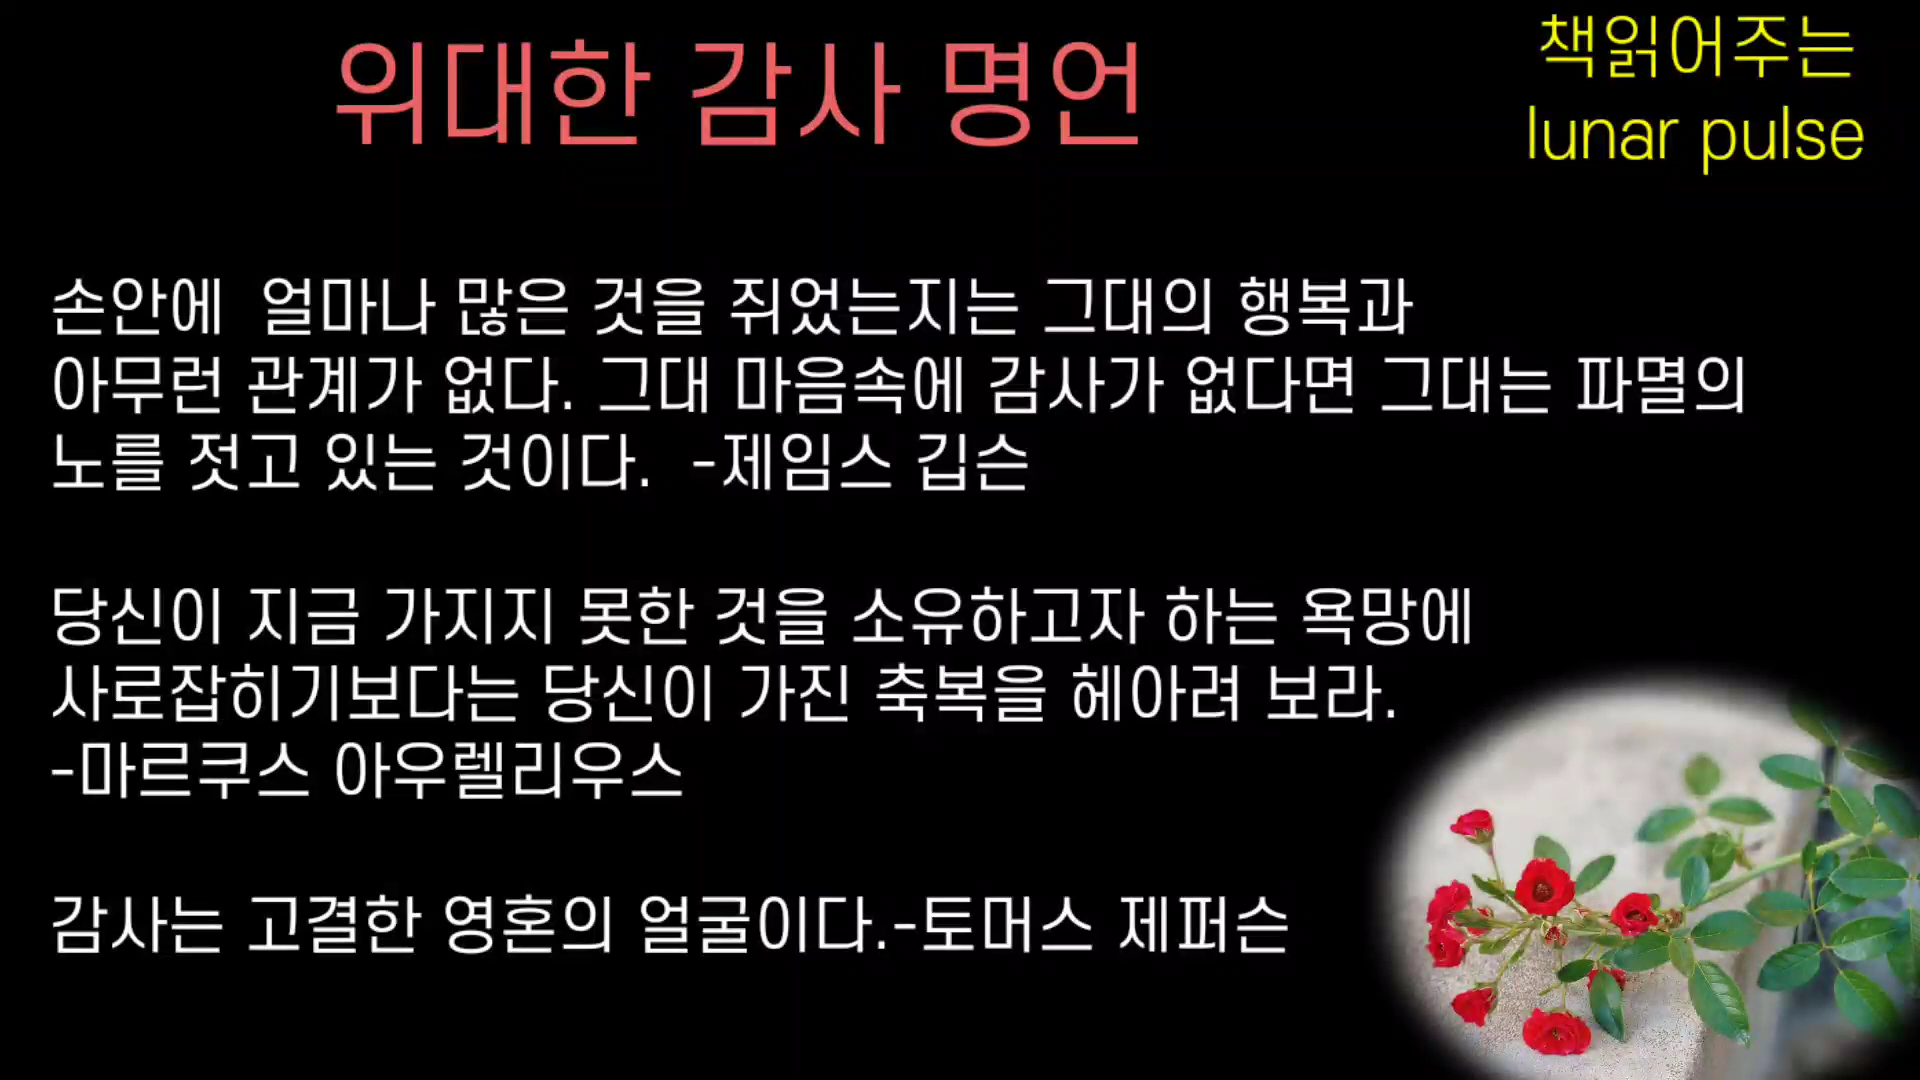 위대한 감사 명언
책읽어주는
lunar pulse
손안에 얼마나 많은 것을 쥐었는지는 그대의 행복과
아무런 관계가 없다. 그대 마음속에 감사가 없다면 그대는 파멸의
노를 젓고 있는 것이다. -제임스 깁슨
당신이 지금 가지지 못한 것을 소유하고자 하는 욕망에
사로잡히기보다는 당신이 가진 축복을 헤아려 보라.
-마르쿠스 아우렐리우스
감사는 고결한 영혼의 얼굴이다.-토머스 제퍼슨